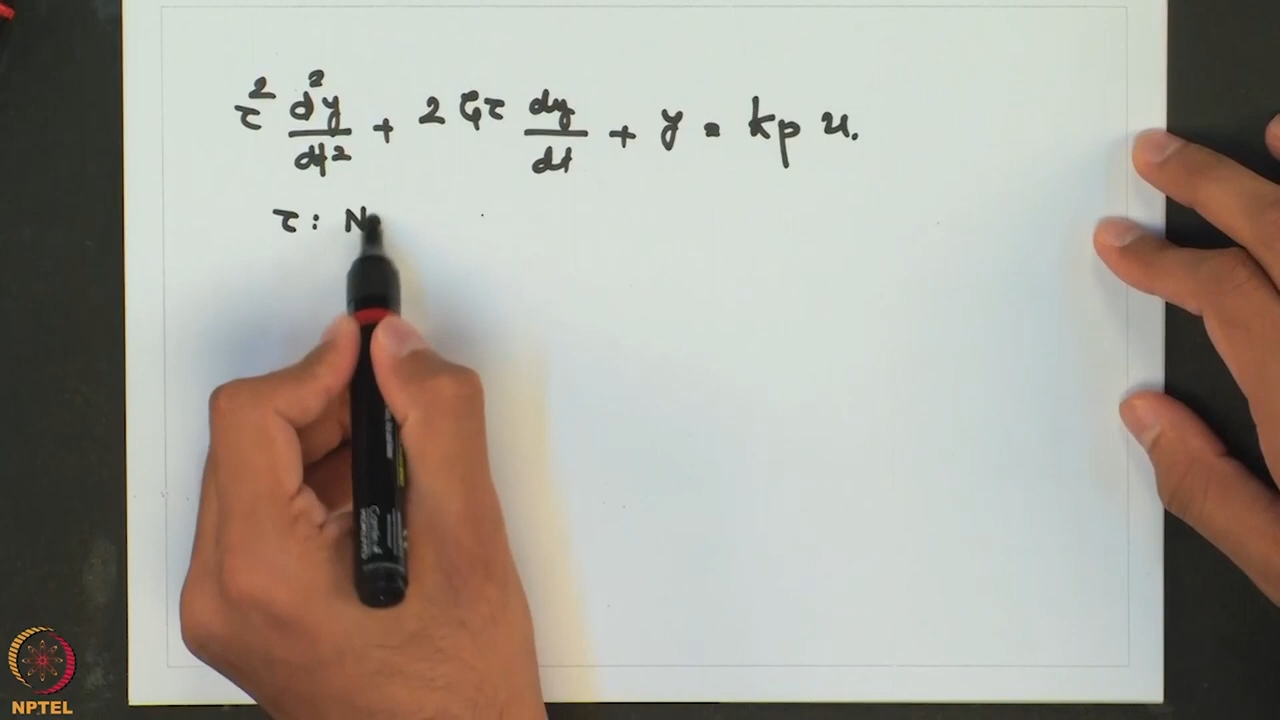 τ² d²y/dt² + 2ζτ dy/dt + y = kp u.
τ: N
NPTEL